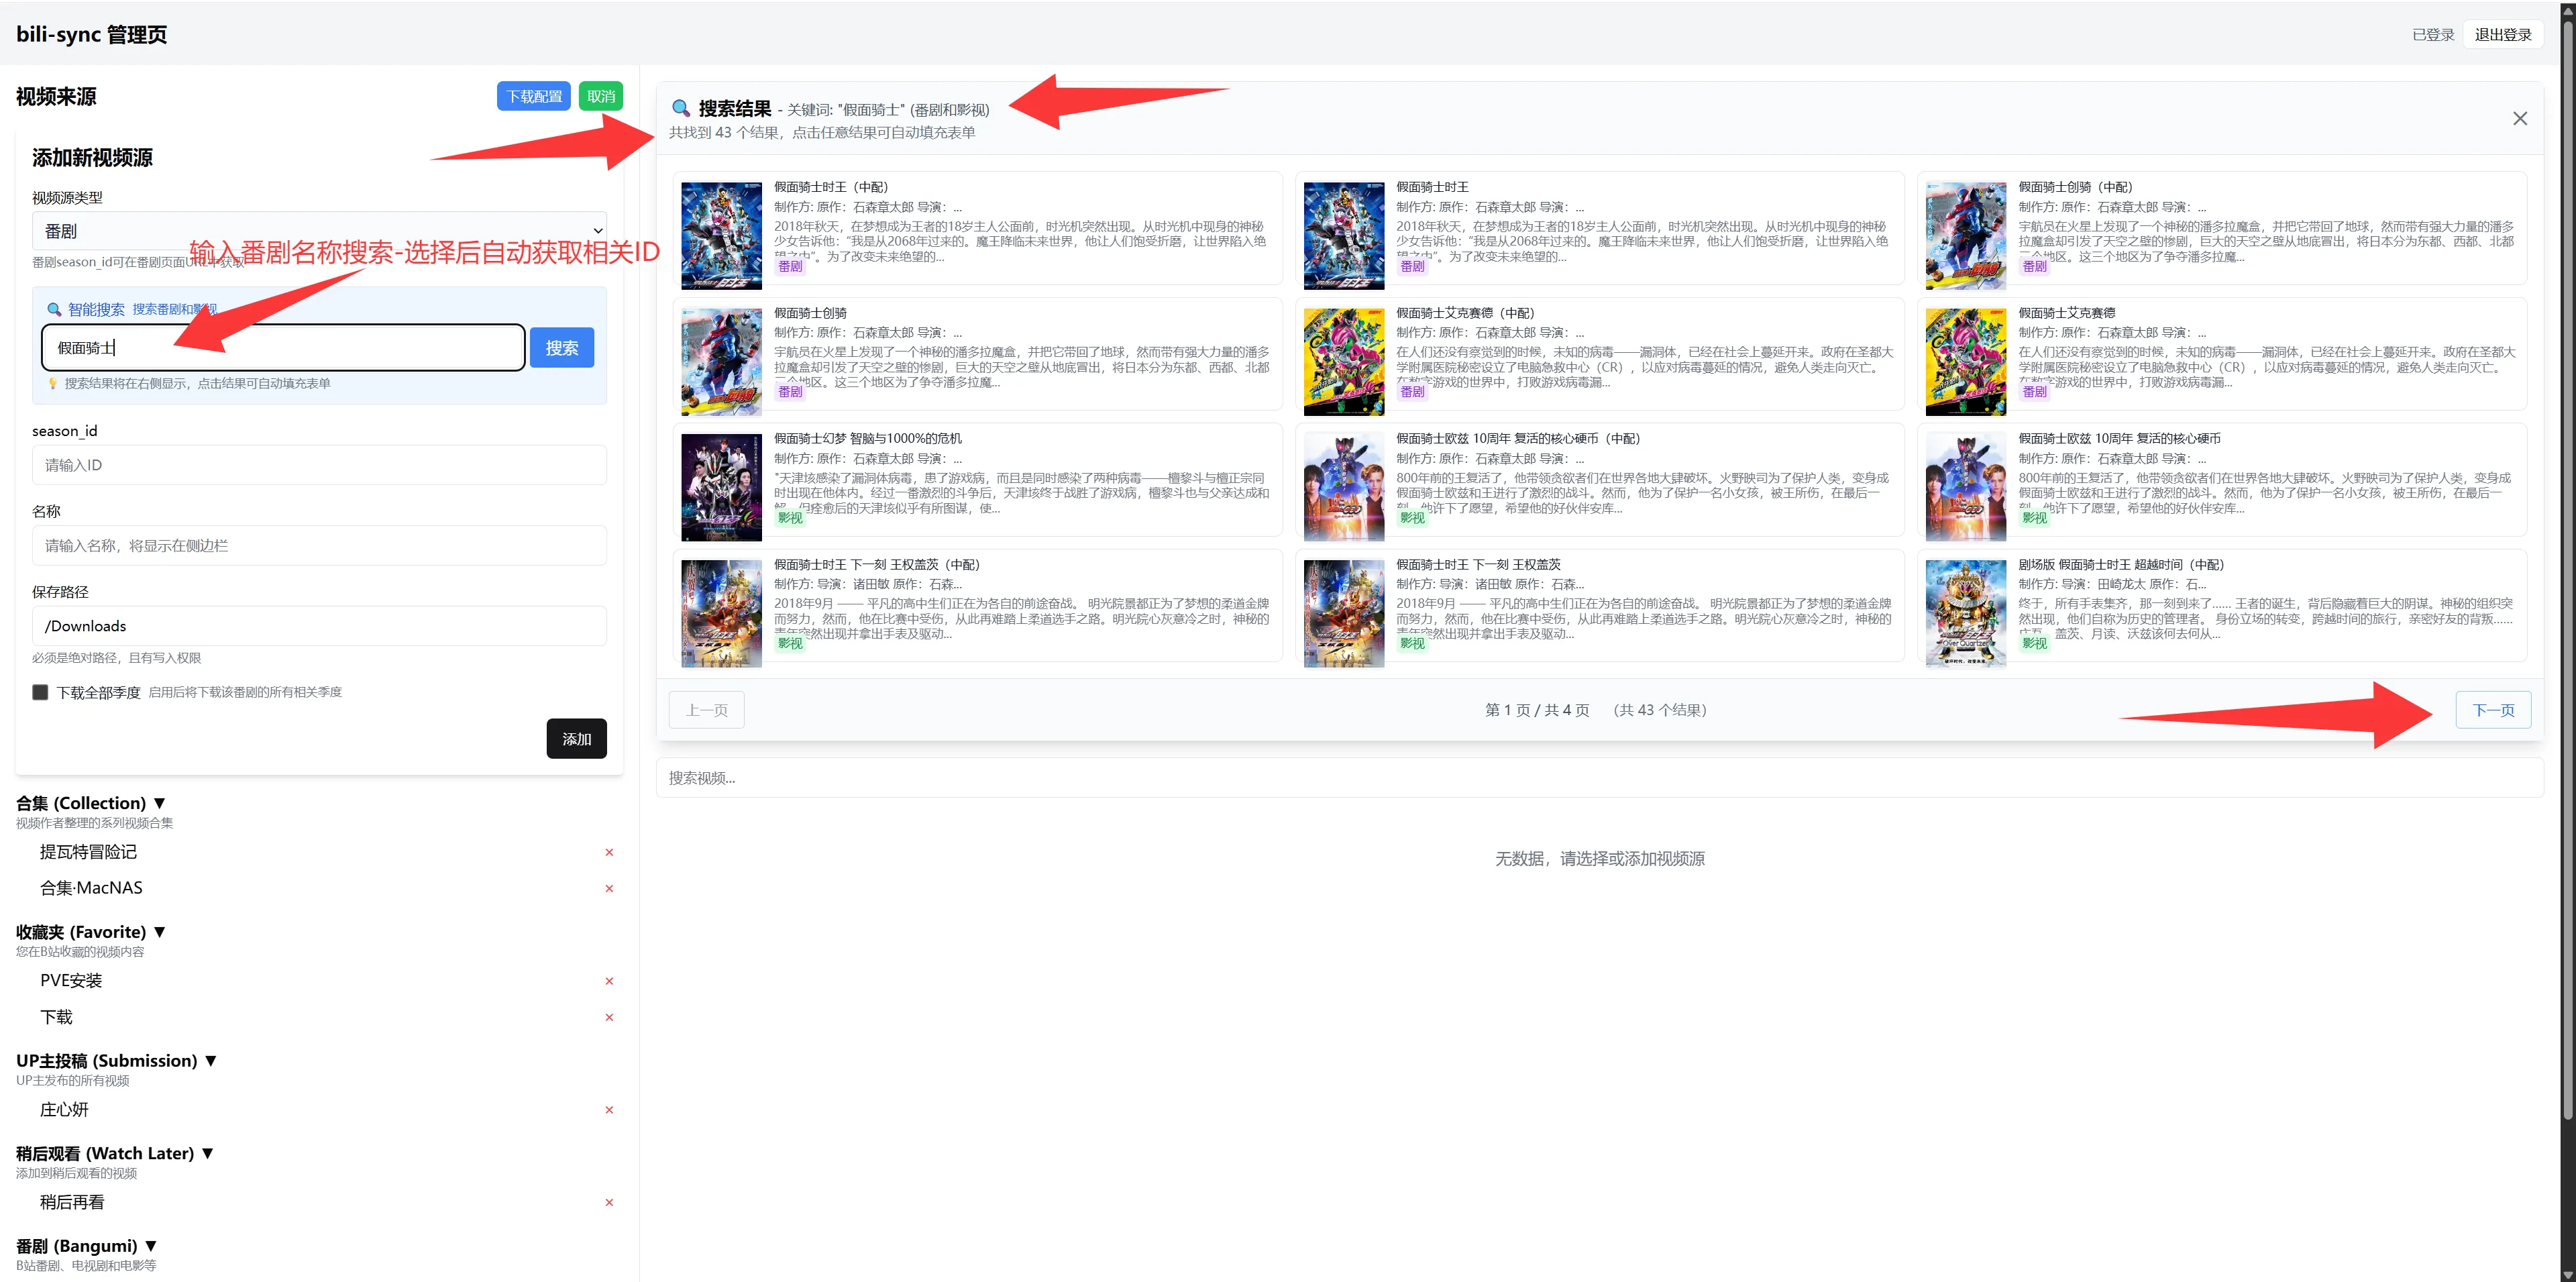 bili-sync 管理页
已登录 退出登录
视频来源
下载配置 取消
添加新视频源
视频源类型
番剧
输入番剧名称搜索-选择后自动获取相关ID
番剧season_id可在番剧页面URL中获取
🔍 智能搜索 搜索番剧和影视
假面骑士
搜索
💡 搜索结果将在右侧显示，点击结果可自动填充表单
season_id
请输入ID
名称
请输入名称，将显示在侧边栏
保存路径
/Downloads
必须是绝对路径，且有写入权限
下载全部季度 启用后将下载该番剧的所有相关季度
添加
合集 (Collection) ▼
视频作者整理的系列视频合集
提瓦特冒险记 ×
合集·MacNAS ×
收藏夹 (Favorite) ▼
您在B站收藏的视频内容
PVE安装 ×
下载 ×
UP主投稿 (Submission) ▼
UP主发布的所有视频
庄心妍 ×
稍后观看 (Watch Later) ▼
添加到稍后观看的视频
稍后再看 ×
番剧 (Bangumi) ▼
B站番剧、电视剧和电影等
🔍 搜索结果 - 关键词: "假面骑士" (番剧和影视)
共找到 43 个结果，点击任意结果可自动填充表单
假面骑士时王（中配）
制作方: 原作：石森章太郎 导演：...
2018年秋天，在梦想成为王者的18岁主人公面前，时光机突然出现。从时光机中现身的神秘
少女告诉他：“我是从2068年过来的。魔王降临未来世界，他让人们饱受折磨，让世界陷入绝
望之中”。为了改变未来绝望的...
番剧
假面骑士时王
制作方: 原作：石森章太郎 导演：...
2018年秋天，在梦想成为王者的18岁主人公面前，时光机突然出现。从时光机中现身的神秘
少女告诉他：“我是从2068年过来的。魔王降临未来世界，他让人们饱受折磨，让世界陷入绝
望之中”。为了改变未来绝望的...
番剧
假面骑士创骑（中配）
制作方: 原作：石森章太郎 导演：...
宇航员在火星上发现了一个神秘的潘多拉魔盒，并把它带回了地球，然而带有强大力量的潘多
拉魔盒却引发了天空之壁的惨剧，巨大的天空之壁从地底冒出，将日本分为东都、西都、北都
三个地区。这三个地区为了争夺潘多拉魔...
番剧
假面骑士创骑
制作方: 原作：石森章太郎 导演：...
宇航员在火星上发现了一个神秘的潘多拉魔盒，并把它带回了地球，然而带有强大力量的潘多
拉魔盒却引发了天空之壁的惨剧，巨大的天空之壁从地底冒出，将日本分为东都、西都、北都
三个地区。这三个地区为了争夺潘多拉魔...
番剧
假面骑士艾克赛德（中配）
制作方: 原作：石森章太郎 导演：...
在人们还没有察觉到的时候，未知的病毒——漏洞体，已经在社会上蔓延开来。政府在圣都大
学附属医院秘密设立了电脑急救中心（CR），以应对病毒蔓延的情况，避免人类走向灭亡。
在数字游戏的世界中，打败游戏病毒漏...
番剧
假面骑士艾克赛德
制作方: 原作：石森章太郎 导演：...
在人们还没有察觉到的时候，未知的病毒——漏洞体，已经在社会上蔓延开来。政府在圣都大
学附属医院秘密设立了电脑急救中心（CR），以应对病毒蔓延的情况，避免人类走向灭亡。
在数字游戏的世界中，打败游戏病毒漏...
番剧
假面骑士幻梦 智脑与1000%的危机
制作方: 原作：石森章太郎 导演：...
“天津垓感染了漏洞体病毒，患了游戏病，而且是同时感染了两种病毒——檀黎斗与檀正宗同
时出现在他体内。经过一番激烈的斗争后，天津垓终于战胜了游戏病，檀黎斗也与父亲达成和
解。但痊愈后的天津垓似乎有所图谋，使...
影视
假面骑士欧兹 10周年 复活的核心硬币（中配）
制作方: 原作：石森章太郎 导演：...
800年前的王复活了，他带领贪欲者们在世界各地大肆破坏。火野映司为了保护人类，变身成
假面骑士欧兹和王进行了激烈的战斗。然而，他为了保护一名小女孩，被王所伤，在最后一
刻，他许下了愿望，希望他的好伙伴安库...
影视
假面骑士欧兹 10周年 复活的核心硬币
制作方: 原作：石森章太郎 导演：...
800年前的王复活了，他带领贪欲者们在世界各地大肆破坏。火野映司为了保护人类，变身成
假面骑士欧兹和王进行了激烈的战斗。然而，他为了保护一名小女孩，被王所伤，在最后一
刻，他许下了愿望，希望他的好伙伴安库...
影视
假面骑士时王 下一刻 王权盖茨（中配）
制作方: 导演：诸田敏 原作：石森...
2018年9月 —— 平凡的高中生们正在为各自的前途奋战。 明光院景都正为了梦想的柔道金牌
而努力，然而，他在比赛中受伤，从此再难踏上柔道选手之路。明光院心灰意冷之时，神秘的
青年突然出现并拿出手表及驱动...
影视
假面骑士时王 下一刻 王权盖茨
制作方: 导演：诸田敏 原作：石森...
2018年9月 —— 平凡的高中生们正在为各自的前途奋战。 明光院景都正为了梦想的柔道金牌
而努力，然而，他在比赛中受伤，从此再难踏上柔道选手之路。明光院心灰意冷之时，神秘的
青年突然出现并拿出手表及驱动...
影视
剧场版 假面骑士时王 超越时间（中配）
制作方: 导演：田崎龙太 原作：石...
终于，所有手表集齐，那一刻到来了…… 王者的诞生，背后隐藏着巨大的阴谋。神秘的组织突
然出现，他们自称为历史的管理者。 身份立场的转变，跨越时间的旅行，亲密好友的背叛……
庄吾、盖茨、月读、沃兹该何去何从...
影视
上一页
第 1 页 / 共 4 页 （共 43 个结果）
下一页
搜索视频...
无数据，请选择或添加视频源